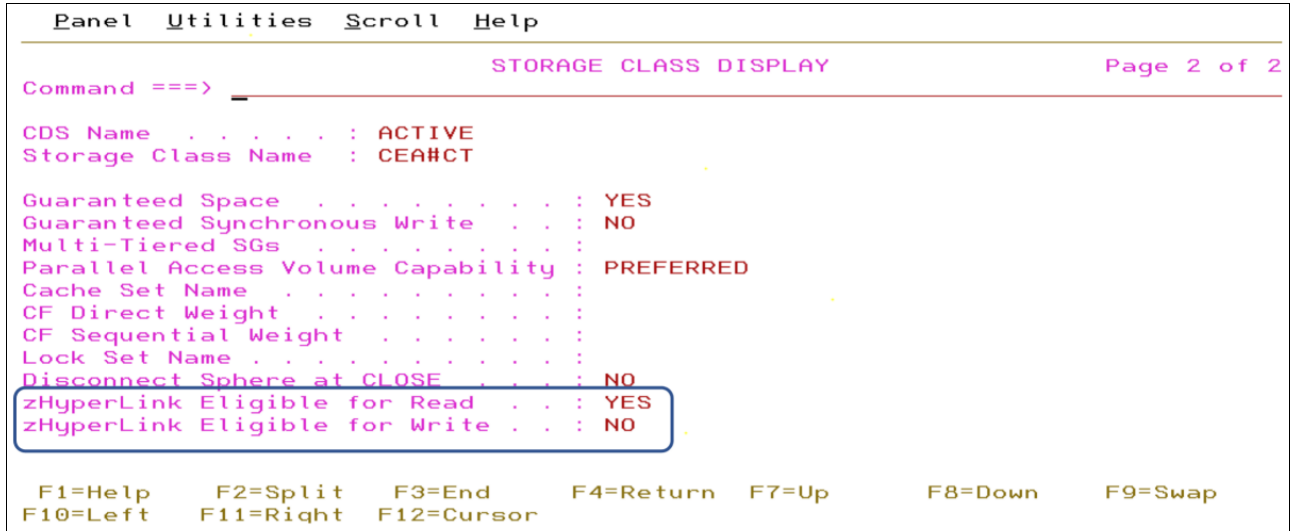 Panel Utilities Scroll Help
STORAGE CLASS DISPLAY Page 2 of 2
Command ===> _
CDS Name . . . . . : ACTIVE
Storage Class Name : CEA#CT
Guaranteed Space . . . . . . . . : YES
Guaranteed Synchronous Write . . : NO
Multi-Tiered SGs . . . . . . . . :
Parallel Access Volume Capability : PREFERRED
Cache Set Name . . . . . . . . . :
CF Direct Weight . . . . . . . . :
CF Sequential Weight . . . . . . :
Lock Set Name . . . . . . . . . . :
Disconnect Sphere at CLOSE . . . : NO
zHyperLink Eligible for Read . . : YES
zHyperLink Eligible for Write . . : NO
F1=Help F2=Split F3=End F4=Return F7=Up F8=Down F9=Swap
F10=Left F11=Right F12=Cursor